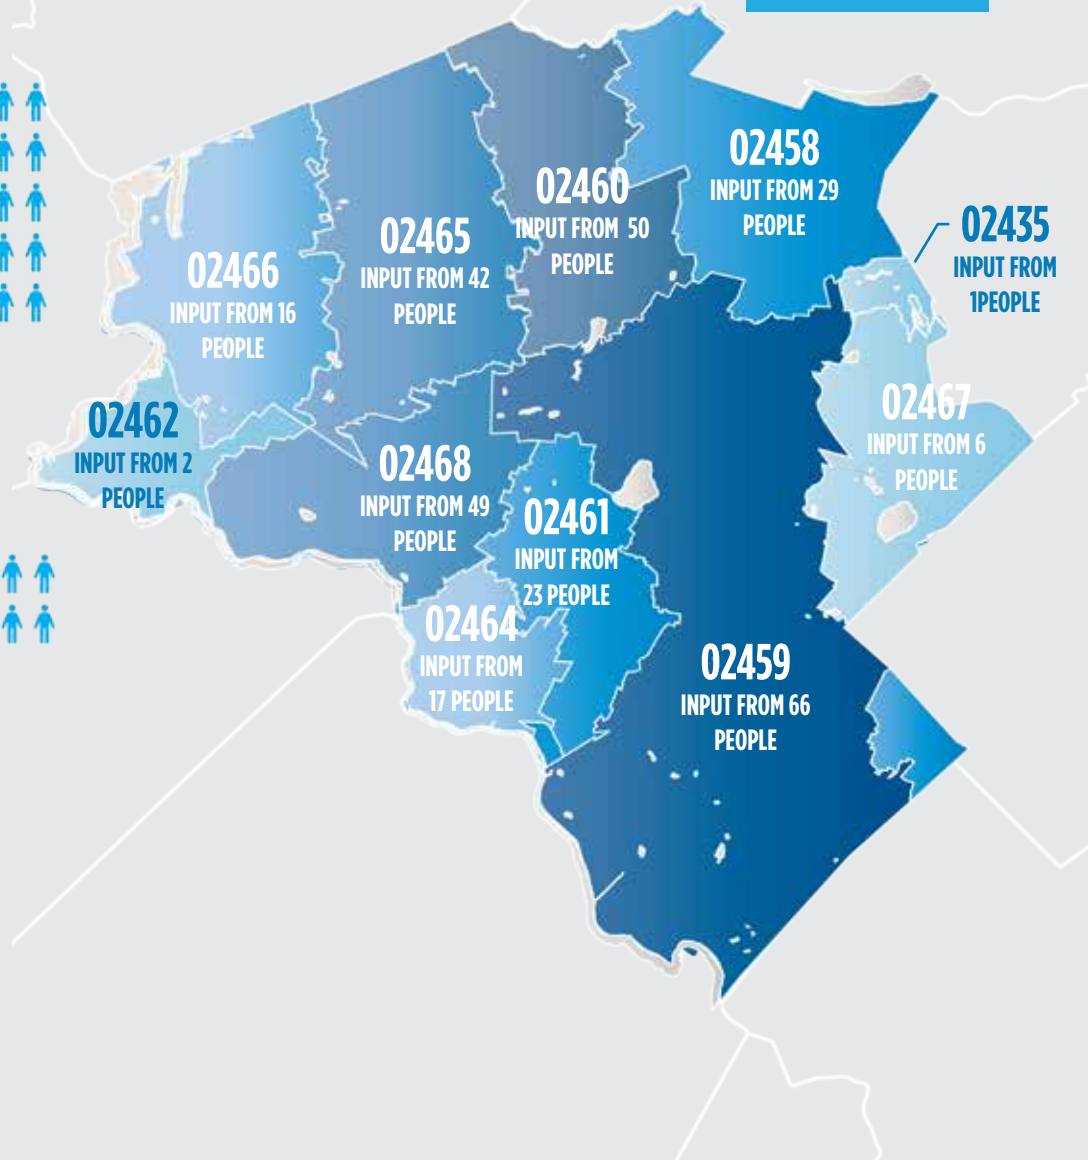 02458
INPUT FROM 29
PEOPLE
02460
INPUT FROM 50
PEOPLE
02435
INPUT FROM
1PEOPLE
02465
INPUT FROM 42
PEOPLE
02466
INPUT FROM 16
PEOPLE
02467
INPUT FROM 6
PEOPLE
02462
INPUT FROM 2
PEOPLE
02468
INPUT FROM 49
PEOPLE
02461
INPUT FROM
23 PEOPLE
02464
INPUT FROM
17 PEOPLE
02459
INPUT FROM 66
PEOPLE